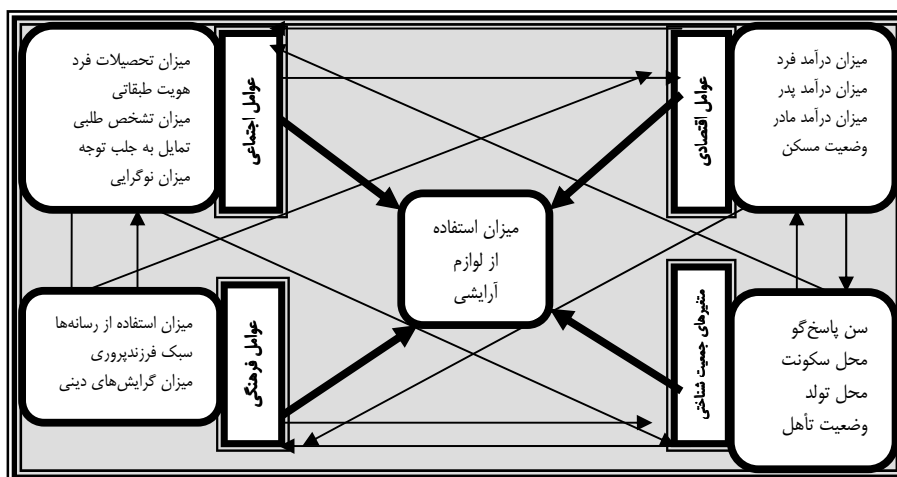 عوامل اقتصادی
میزان درآمد فرد
میزان درآمد پدر
میزان درآمد مادر
وضعیت مسکن
عوامل اجتماعی
میزان تحصیلات فرد
هویت طبقاتی
میزان تشخص طلبی
تمایل به جلب توجه
میزان نوگرایی
میزان استفاده
از لوازم
آرایشی
متغیرهای جمعیت شناختی
سن پاسخ‌گو
محل سکونت
محل تولد
وضعیت تأهل
عوامل فرهنگی
میزان استفاده از رسانه‌ها
سبک فرزندپروری
میزان گرایش‌های دینی